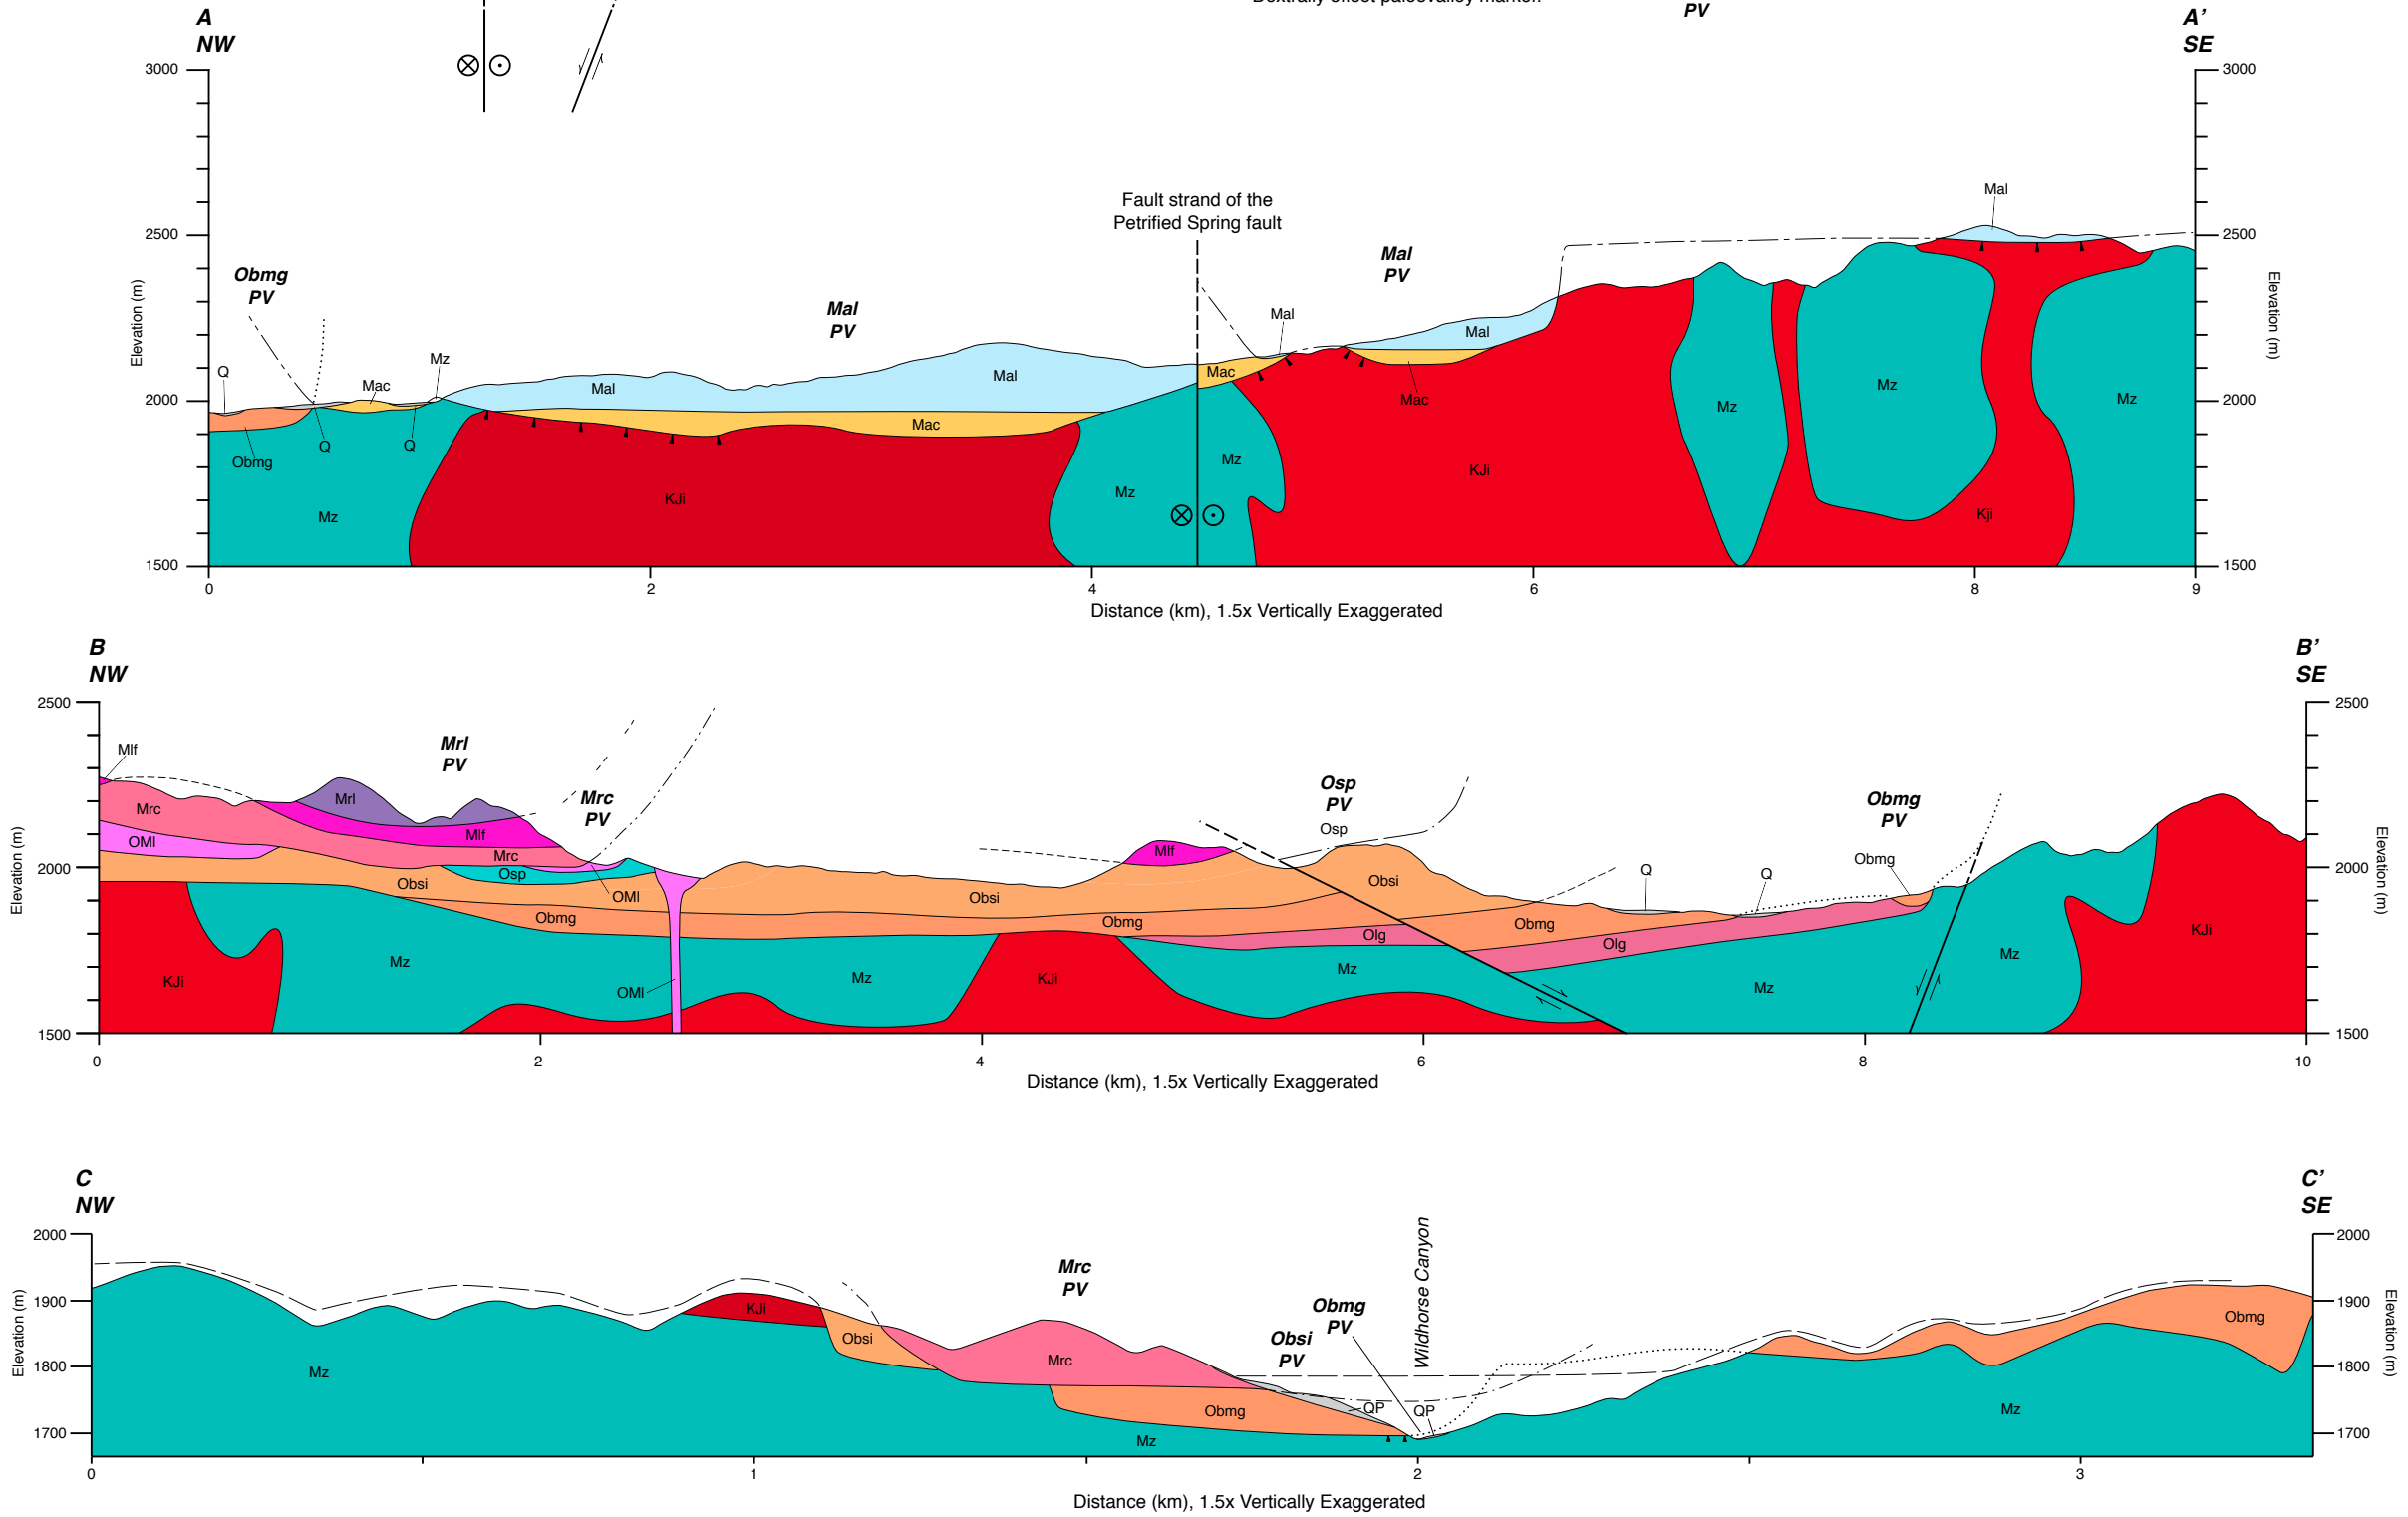 Dextrally offset paleovalley marker.
PV
A
NW
A’
SE
3000
3000
Fault strand of the
Petrified Spring fault
Mal
2500
2500
Mal
PV
Obmg
PV
Mal
PV
Elevation (m)
Elevation (m)
Mal
Mal
Q
Mz
Mac
Mal
Mal
Mac
2000
2000
Mac
Mac
Mz
Mz
Mz
Q
Q
Obmg
Mz
KJi
Mz
KJi
Mz
Kji
1500
1500
0
2
4
6
8
9
Distance (km), 1.5x Vertically Exaggerated
B
NW
B’
SE
2500
2500
Mlf
Mrl
PV
Mrc
PV
Osp
PV
Osp
Obmg
PV
Mrc
Mrl
Mlf
OMI
Mrc
Mlf
Obmg
Elevation (m)
Elevation (m)
2000
2000
Osp
Obsi
OMI
Obsi
Obsi
Q
Q
Obmg
Obmg
Obmg
Olg
Olg
KJi
Mz
OMI
Mz
KJi
Mz
Mz
Mz
KJi
1500
1500
0
2
4
6
8
10
Distance (km), 1.5x Vertically Exaggerated
C
NW
C’
SE
2000
2000
Wildhorse Canyon
Mrc
PV
Obmg
PV
Obsi
PV
Elevation (m)
Elevation (m)
1900
1900
KJi
Obsi
Obmg
Mrc
1800
1800
Mz
Obmg
QP
QP
Mz
Mz
1700
1700
0
1
2
3
Distance (km), 1.5x Vertically Exaggerated